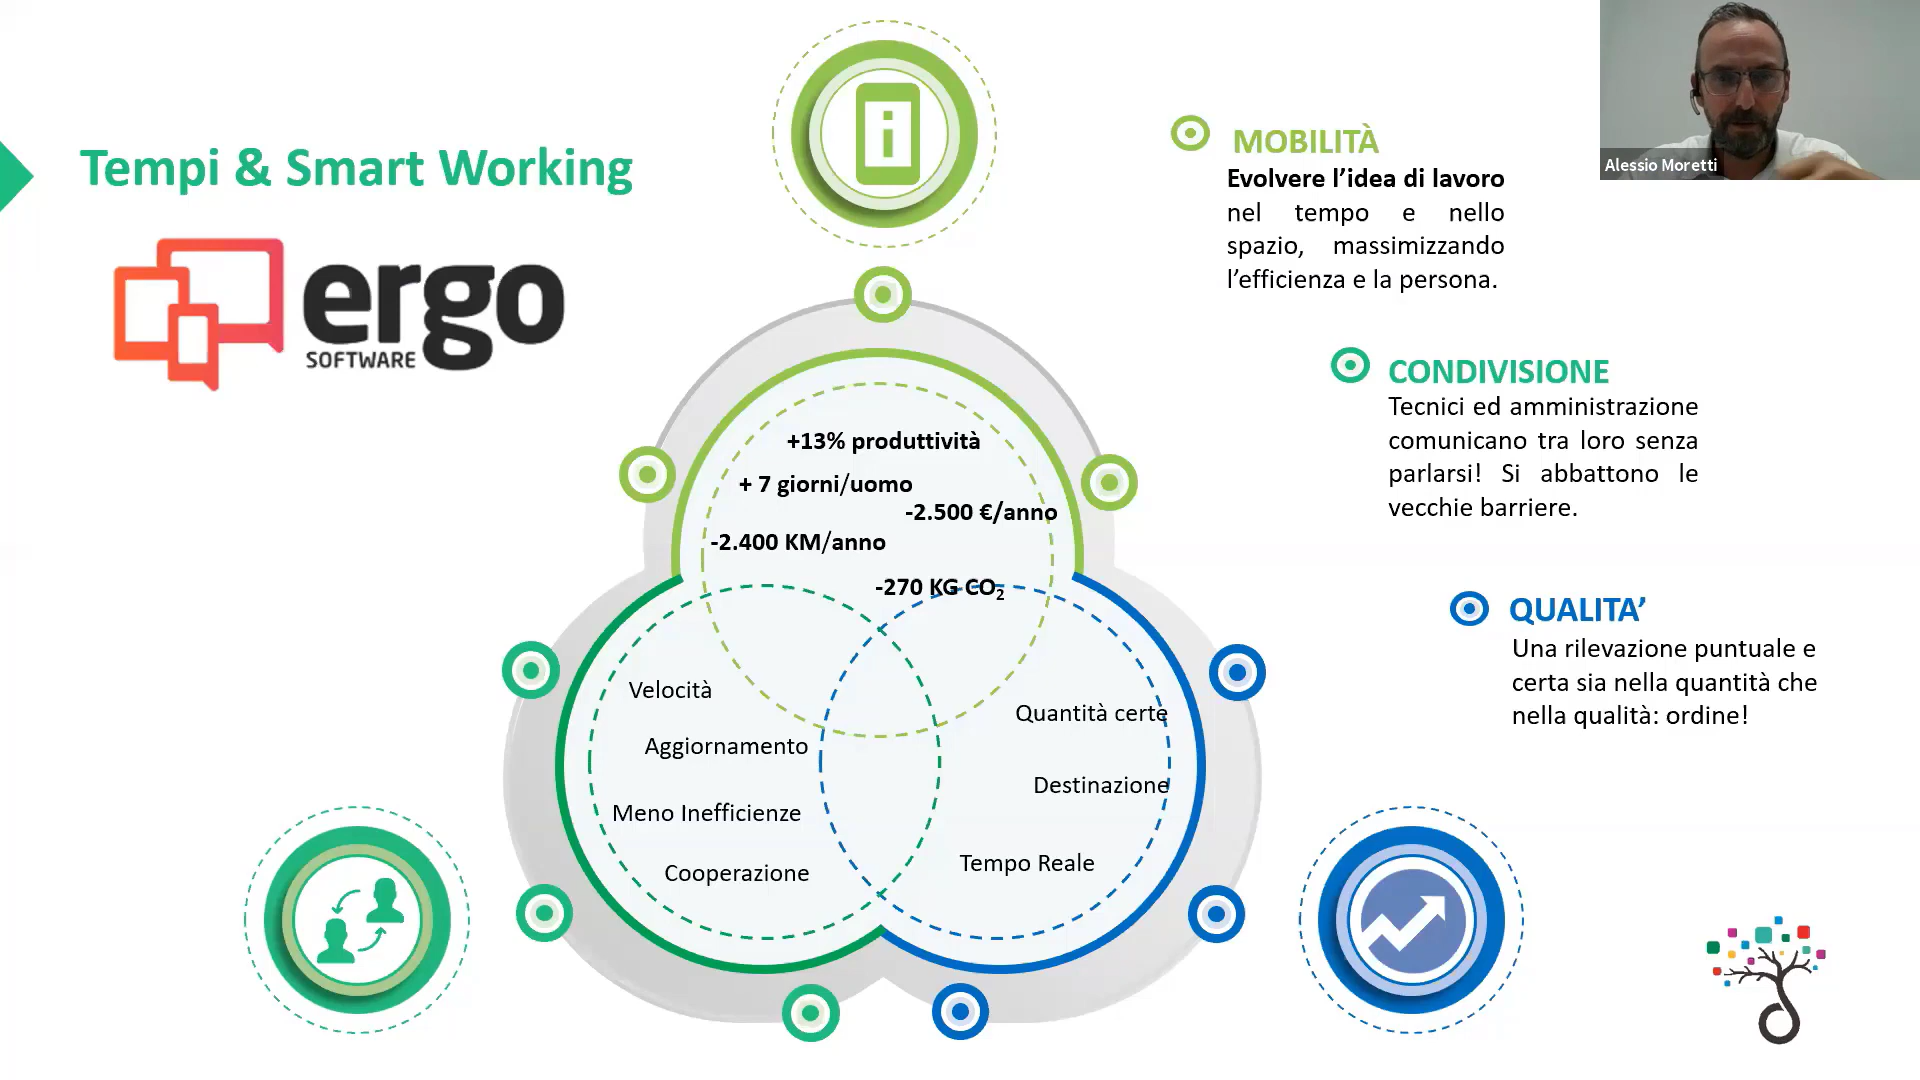 Tempi & Smart Working
ergo
SOFTWARE
+13% produttività
+ 7 giorni/uomo
-2.500 €/anno
-2.400 KM/anno
-270 KG CO₂
Velocità
Aggiornamento
Meno Inefficienze
Cooperazione
Quantità certe
Destinazione
Tempo Reale
MOBILITÀ
Evolvere l’idea di lavoro
nel tempo e nello
spazio, massimizzando
l’efficienza e la persona.
CONDIVISIONE
Tecnici ed amministrazione
comunicano tra loro senza
parlarsi! Si abbattono le
vecchie barriere.
QUALITA’
Una rilevazione puntuale e
certa sia nella quantità che
nella qualità: ordine!
Alessio Moretti